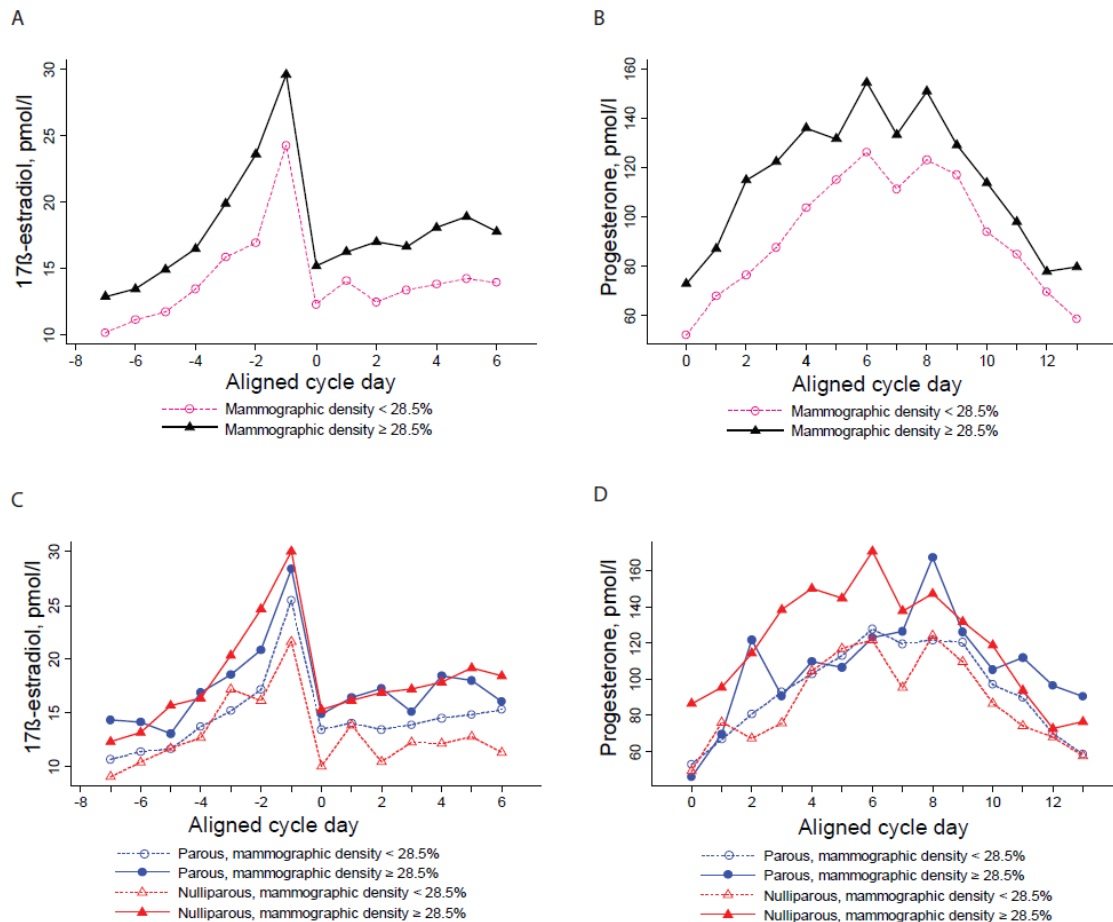 A
17ß-estradiol, pmol/l
30
25
20
15
10
-8 -6 -4 -2 0 2 4 6
Aligned cycle day
Mammographic density < 28.5%
Mammographic density ≥ 28.5%
B
Progesterone, pmol/l
160
140
120
100
80
60
0 2 4 6 8 10 12
Aligned cycle day
Mammographic density < 28.5%
Mammographic density ≥ 28.5%
C
17ß-estradiol, pmol/l
30
25
20
15
10
-8 -6 -4 -2 0 2 4 6
Aligned cycle day
Parous, mammographic density < 28.5%
Parous, mammographic density ≥ 28.5%
Nulliparous, mammographic density < 28.5%
Nulliparous, mammographic density ≥ 28.5%
D
Progesterone, pmol/l
160
140
120
100
80
60
0 2 4 6 8 10 12
Aligned cycle day
Parous, mammographic density < 28.5%
Parous, mammographic density ≥ 28.5%
Nulliparous, mammographic density < 28.5%
Nulliparous, mammographic density ≥ 28.5%